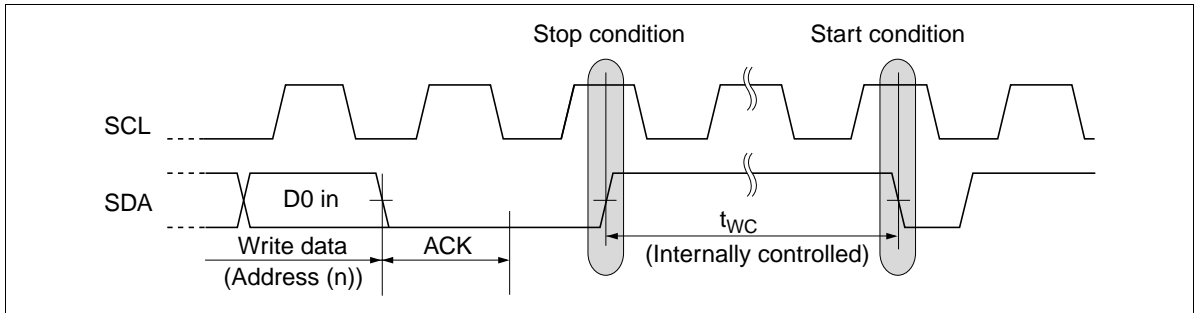 Stop condition
Start condition
SCL
SDA
D0 in
tWC
Write data
ACK
(Internally controlled)
(Address (n))